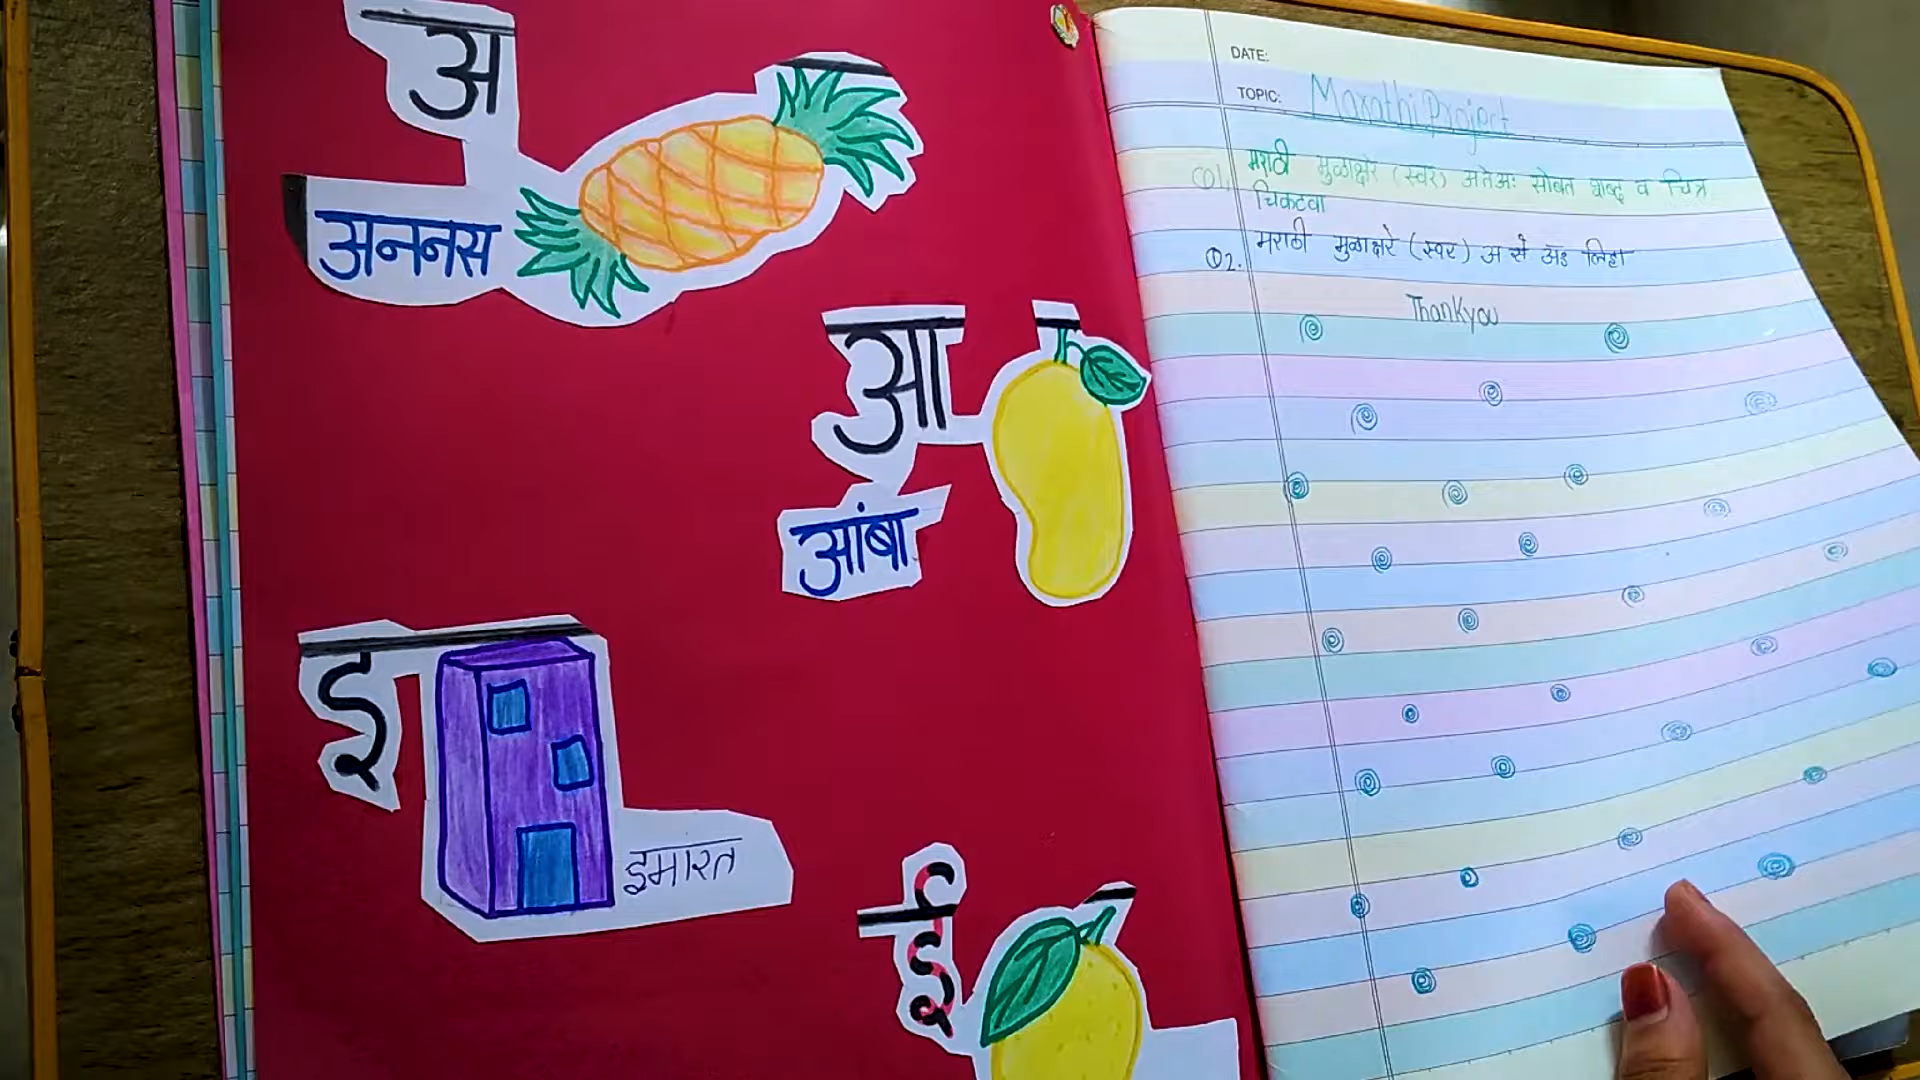 अ
अननस
आ
आंबा
इ
इमारत
ई
DATE:
TOPIC: Marathi Project
Q1. मराठी मुळाक्षरे (स्वर) अ ते अः सोबत शब्द व चित्र
चिकटवा
Q2. मराठी मुळाक्षरे (स्वर) अ से लिहा
Thankyou